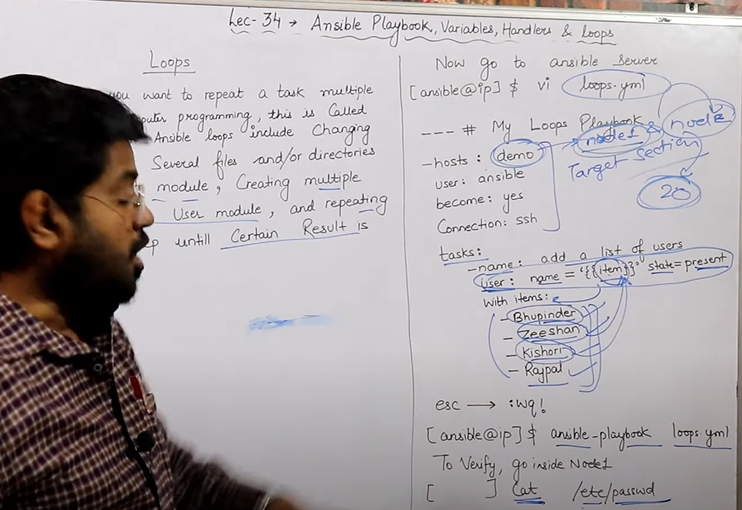 Lec-34 → Ansible Playbook, Variables, Handlers & Loops
Loops
you want to repeat a task multiple
puter programming, this is Called
Ansible loops include Changing
Several files and/or directories
module, Creating multiple
User module, and repeating
p untill Certain Result is
Now go to ansible server
[ansible@ip] $ vi loops.yml
--- # My Loops Playbook
node1 & node2
-hosts: demo
Target Section
user: ansible
20
become: yes
Connection: ssh
tasks:
-name: add a list of users
user: name = '{{item}}' state=present
with items:
- Bhupinder
- Zeeshan
- Kishori
- Rajpal
esc → :wq!
[ansible@ip] $ ansible-playbook loops.yml
To Verify, go inside Node1
[ ] Cat /etc/passwd